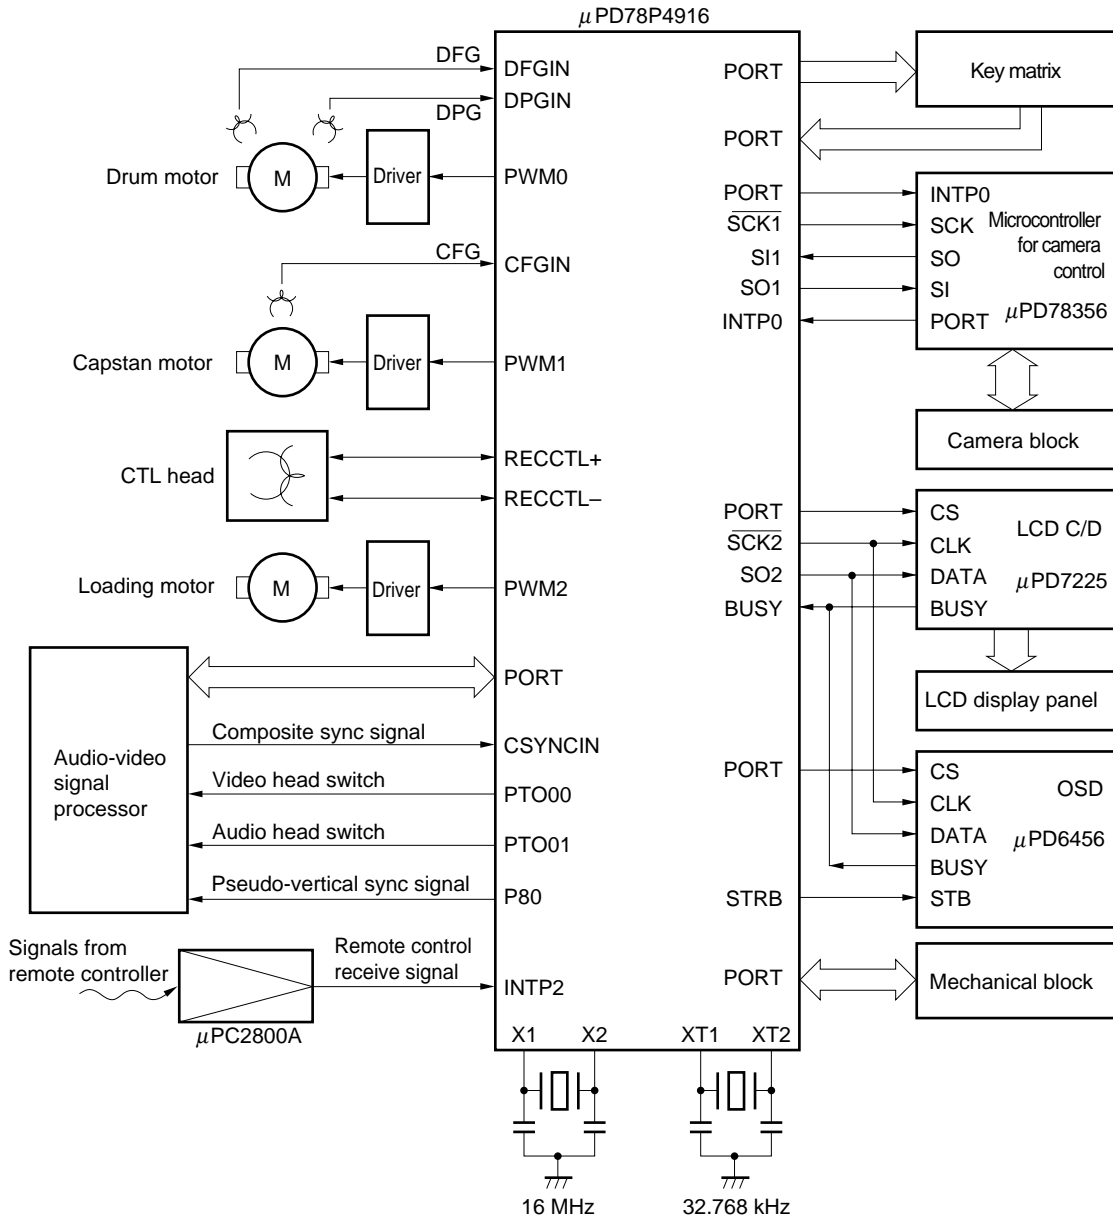 µPD78P4916
DFG
DFGIN
DPGIN
DPG
Drum motor
M
Driver
PWM0
CFG
CFGIN
Capstan motor
M
Driver
PWM1
CTL head
RECCTL+
RECCTL–
Loading motor
M
Driver
PWM2
Audio-video
signal
processor
PORT
Composite sync signal
CSYNCIN
Video head switch
PTO00
Audio head switch
PTO01
Pseudo-vertical sync signal
P80
Signals from
remote controller
µPC2800A
Remote control
receive signal
INTP2
X1
X2
XT1
XT2
16 MHz
32.768 kHz
PORT
Key matrix
PORT
PORT
SCK1
SI1
SO1
INTP0
INTP0
SCK
SO
SI
PORT
Microcontroller
for camera
control
µPD78356
Camera block
PORT
SCK2
SO2
BUSY
CS
CLK
DATA
BUSY
LCD C/D
µPD7225
LCD display panel
PORT
STRB
CS
CLK
DATA
BUSY
STB
OSD
µPD6456
PORT
Mechanical block